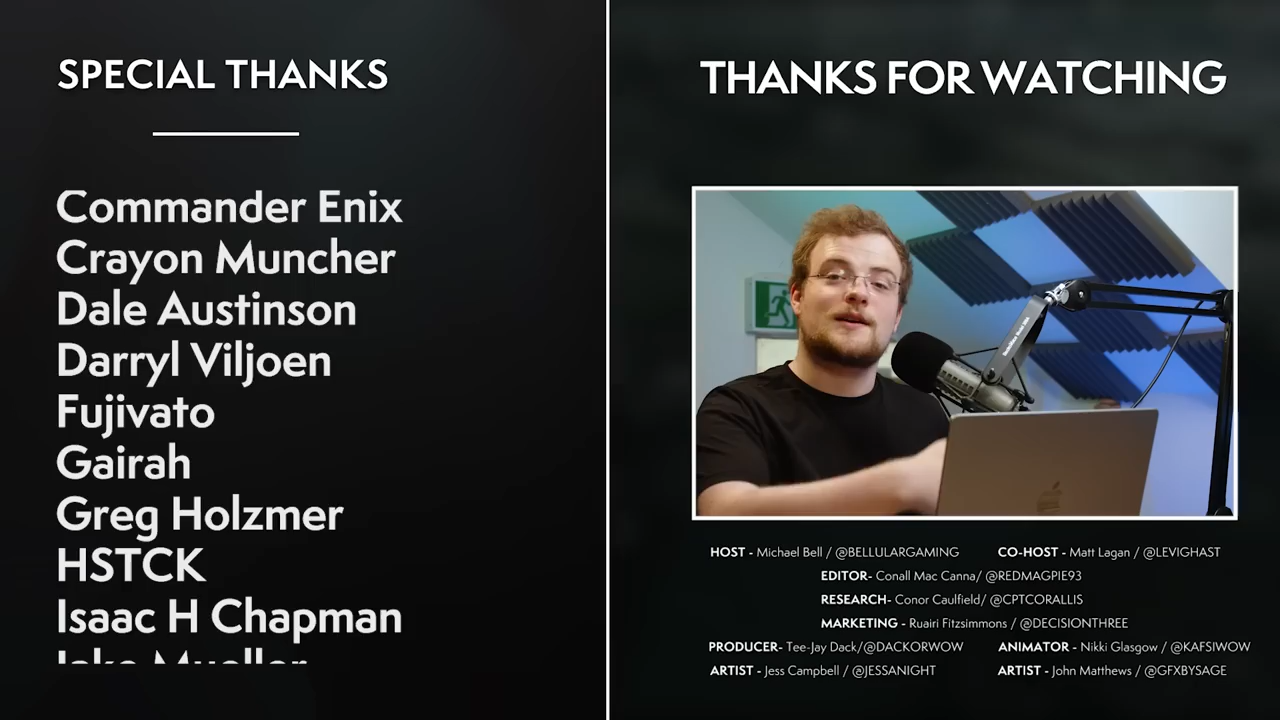 SPECIAL THANKS
Commander Enix
Crayon Muncher
Dale Austinson
Darryl Viljoen
Fujivato
Gairah
Greg Holzmer
HSTCK
Isaac H Chapman
Jake Mueller
THANKS FOR WATCHING
HOST - Michael Bell / @BELLULARGAMING
CO-HOST - Matt Lagan / @LEVIGHAST
EDITOR- Conall Mac Canna/ @REDMAGPIE93
RESEARCH- Conor Caulfield/ @CPTCORALLIS
MARKETING - Ruairi Fitzsimmons / @DECISIONTHREE
PRODUCER- Tee-Jay Dack/@DACKORWOW
ANIMATOR - Nikki Glasgow / @KAFSIWOW
ARTIST - Jess Campbell / @JESSANIGHT
ARTIST - John Matthews / @GFXBYSAGE